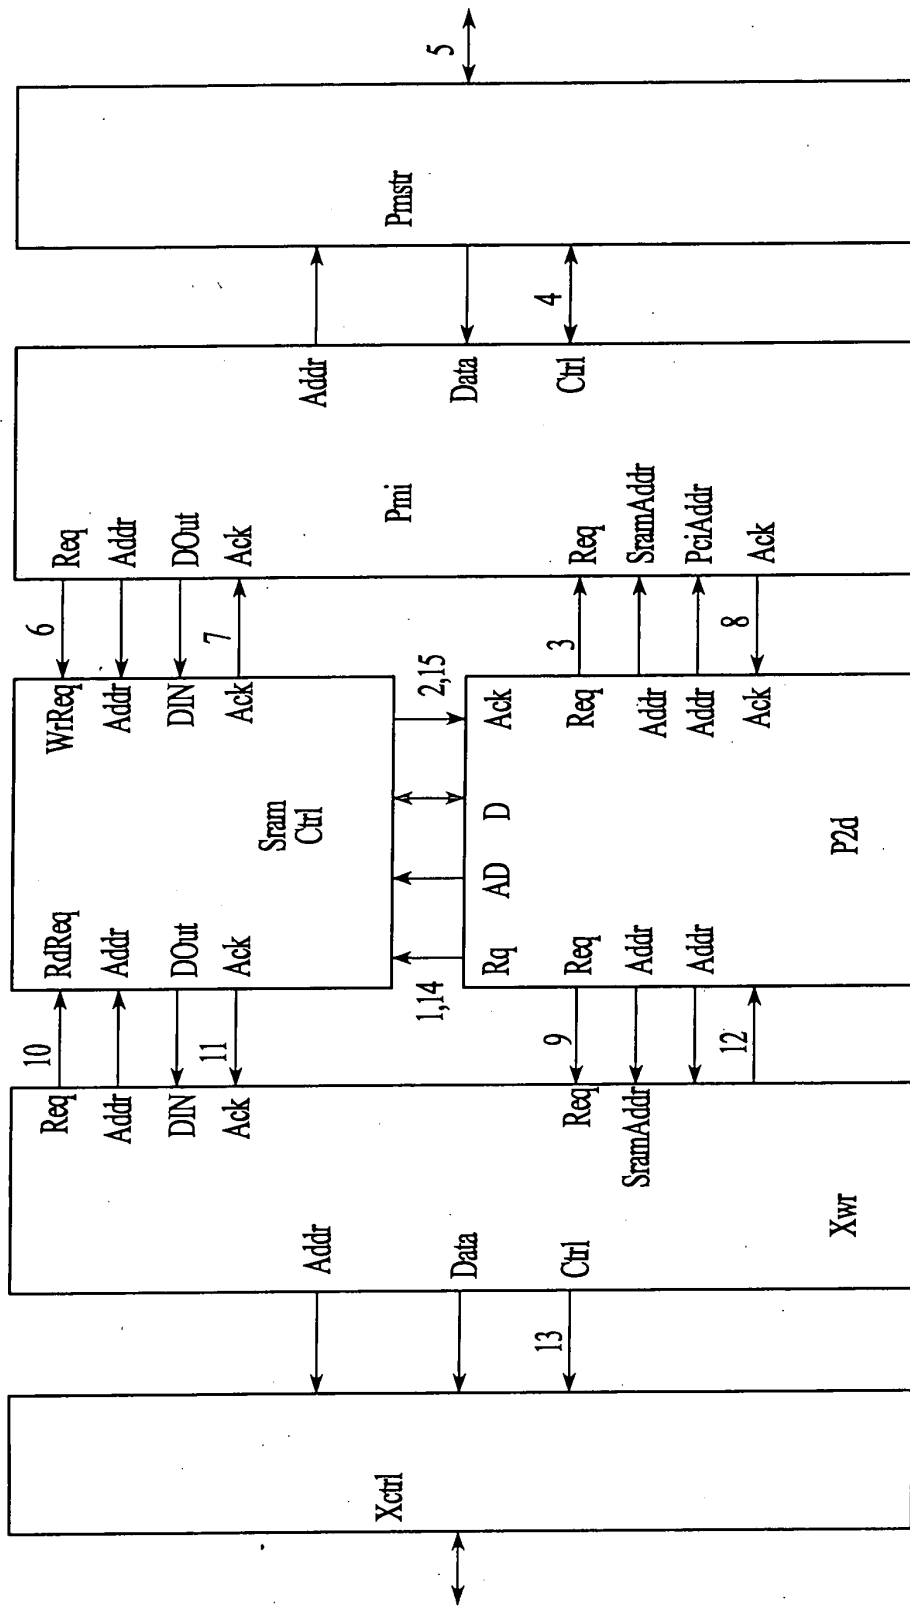 Xctrl
Addr
Data
Ctrl
13
Req
Addr
DIN
Ack
Req
SramAddr
Xwr
10
11
9
12
RdReq
Addr
DOut
Ack
Sram
Ctrl
WrReq
Addr
DIN
Ack
1,14
2,15
Rq
AD
D
Ack
Req
Addr
Addr
P2d
Req
Addr
Addr
Ack
6
7
3
8
Req
Addr
DOut
Ack
Pmi
Req
SramAddr
PciAddr
Ack
Addr
Data
Ctrl
4
Pmstr
5